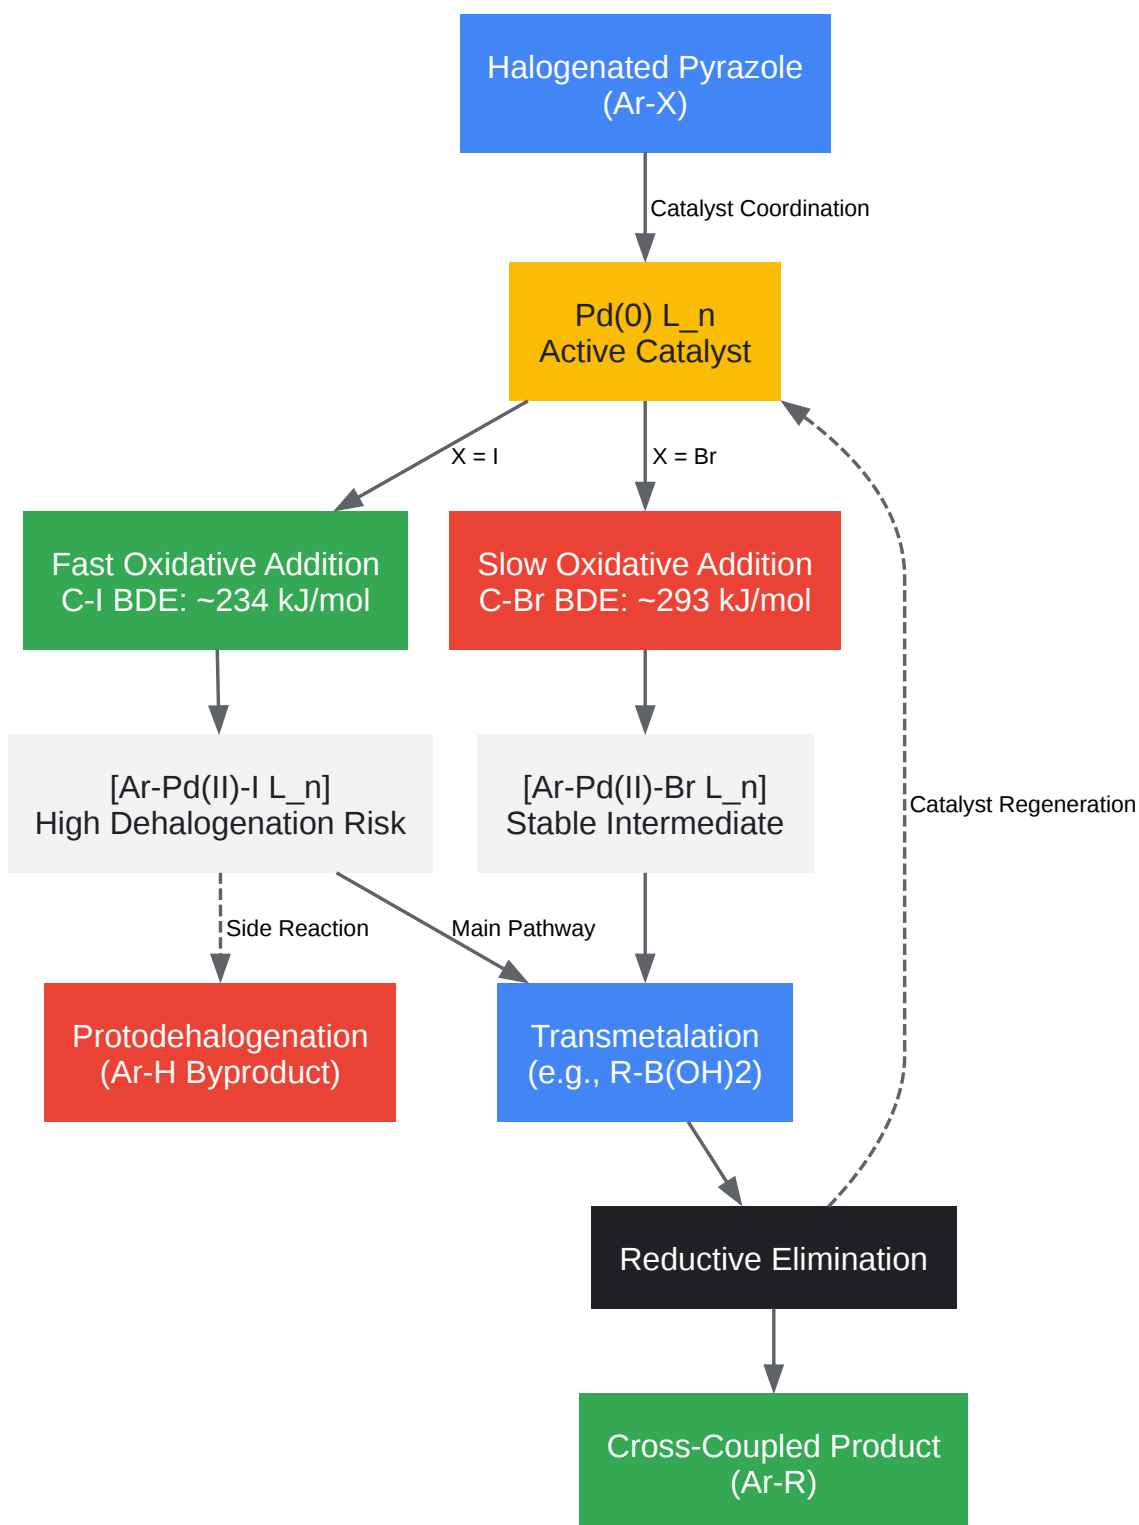 Halogenated Pyrazole
(Ar-X)
Catalyst Coordination
Pd(0) L_n
Active Catalyst
X = I
X = Br
Fast Oxidative Addition
C-I BDE: ~234 kJ/mol
Slow Oxidative Addition
C-Br BDE: ~293 kJ/mol
[Ar-Pd(II)-I L_n]
High Dehalogenation Risk
[Ar-Pd(II)-Br L_n]
Stable Intermediate
Catalyst Regeneration
Side Reaction
Main Pathway
Protodehalogenation
(Ar-H Byproduct)
Transmetalation
(e.g., R-B(OH)2)
Reductive Elimination
Cross-Coupled Product
(Ar-R)